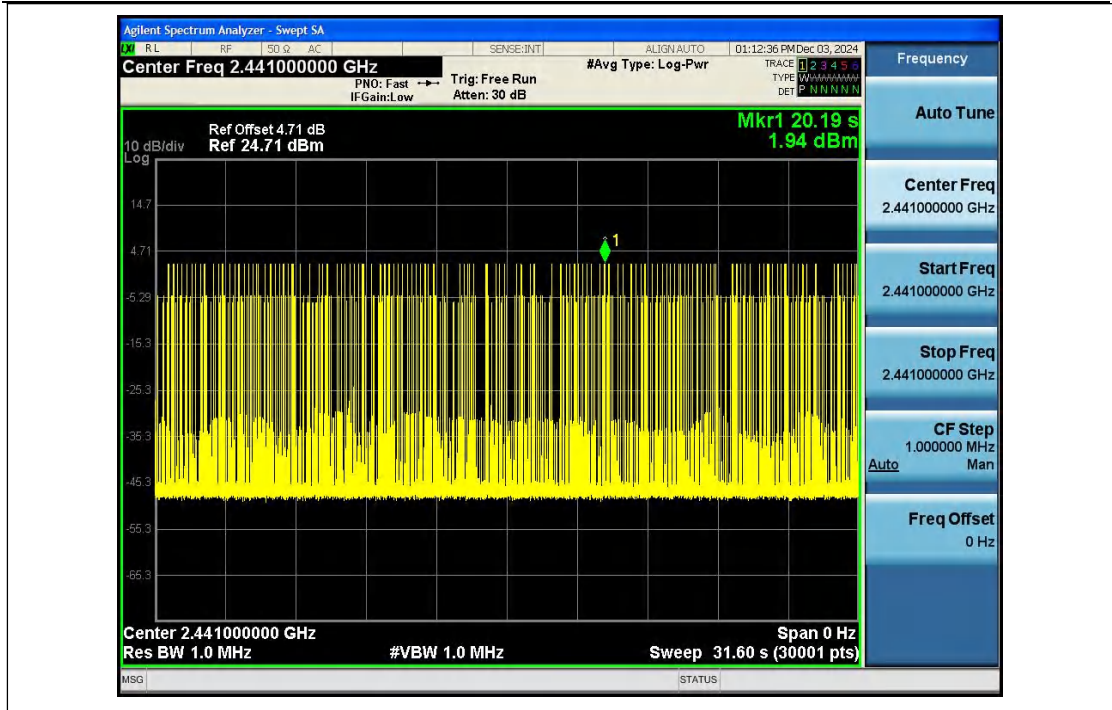 Agilent Spectrum Analyzer - Swept SA
LXI RL RF 50 Ω AC SENSE:INT ALIGN AUTO 01:12:36 PM Dec 03, 2024
Center Freq 2.441000000 GHz
#Avg Type: Log-Pwr
TRACE 1 2 3 4 5 6
PNO: Fast
Trig: Free Run
TYPE
IFGain:Low
Atten: 30 dB
DET P N N N N N
Frequency
Mkr1 20.19 s
1.94 dBm
Ref Offset 4.71 dB
10 dB/div Ref 24.71 dBm
Log
14.7
4.71
-5.29
-15.3
-25.3
-35.3
-45.3
-55.3
-65.3
1
Center 2.441000000 GHz Span 0 Hz
Res BW 1.0 MHz #VBW 1.0 MHz Sweep 31.60 s (30001 pts)
Auto Tune
Center Freq
2.441000000 GHz
Start Freq
2.441000000 GHz
Stop Freq
2.441000000 GHz
CF Step
1.000000 MHz
Auto Man
Freq Offset
0 Hz
MSG STATUS